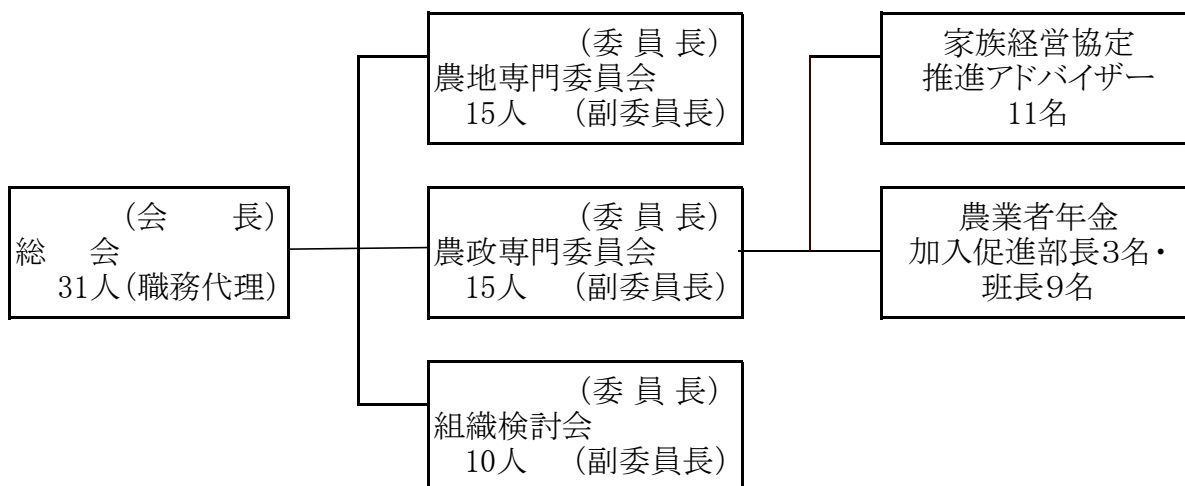 (会　　長)
総　会
31人(職務代理)
(委 員 長)
農地専門委員会
15人　(副委員長)
(委 員 長)
農政専門委員会
15人　(副委員長)
(委 員 長)
組織検討会
10人　(副委員長)
家族経営協定
推進アドバイザー
11名
農業者年金
加入促進部長3名・
班長9名